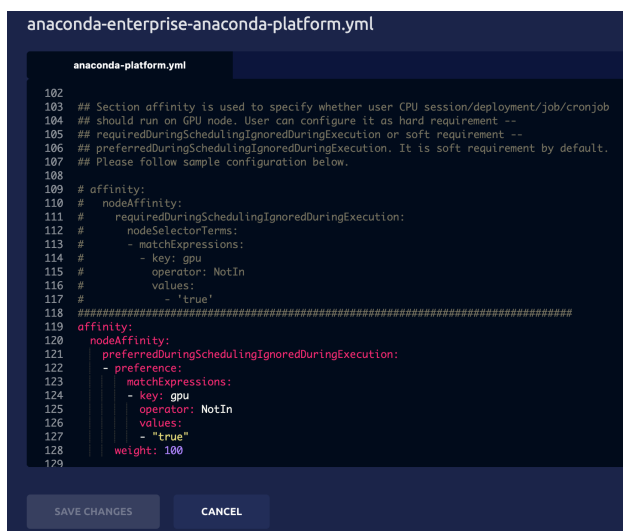 anaconda-enterprise-anaconda-platform.yml
anaconda-platform.yml
102
103 ## Section affinity is used to specify whether user CPU session/deployment/job/cronjob
104 ## should run on GPU node. User can configure it as hard requirement --
105 ## requiredDuringSchedulingIgnoredDuringExecution or soft requirement --
106 ## preferredDuringSchedulingIgnoredDuringExecution. It is soft requirement by default.
107 ## Please follow sample configuration below.
108
109 # affinity:
110 #   nodeAffinity:
111 #     requiredDuringSchedulingIgnoredDuringExecution:
112 #       nodeSelectorTerms:
113 #       - matchExpressions:
114 #         - key: gpu
115 #           operator: NotIn
116 #           values:
117 #             - 'true'
118 ################################################################################
119 affinity:
120   nodeAffinity:
121     preferredDuringSchedulingIgnoredDuringExecution:
122     - preference:
123         matchExpressions:
124         - key: gpu
125           operator: NotIn
126           values:
127           - "true"
128       weight: 100
129
SAVE CHANGES CANCEL